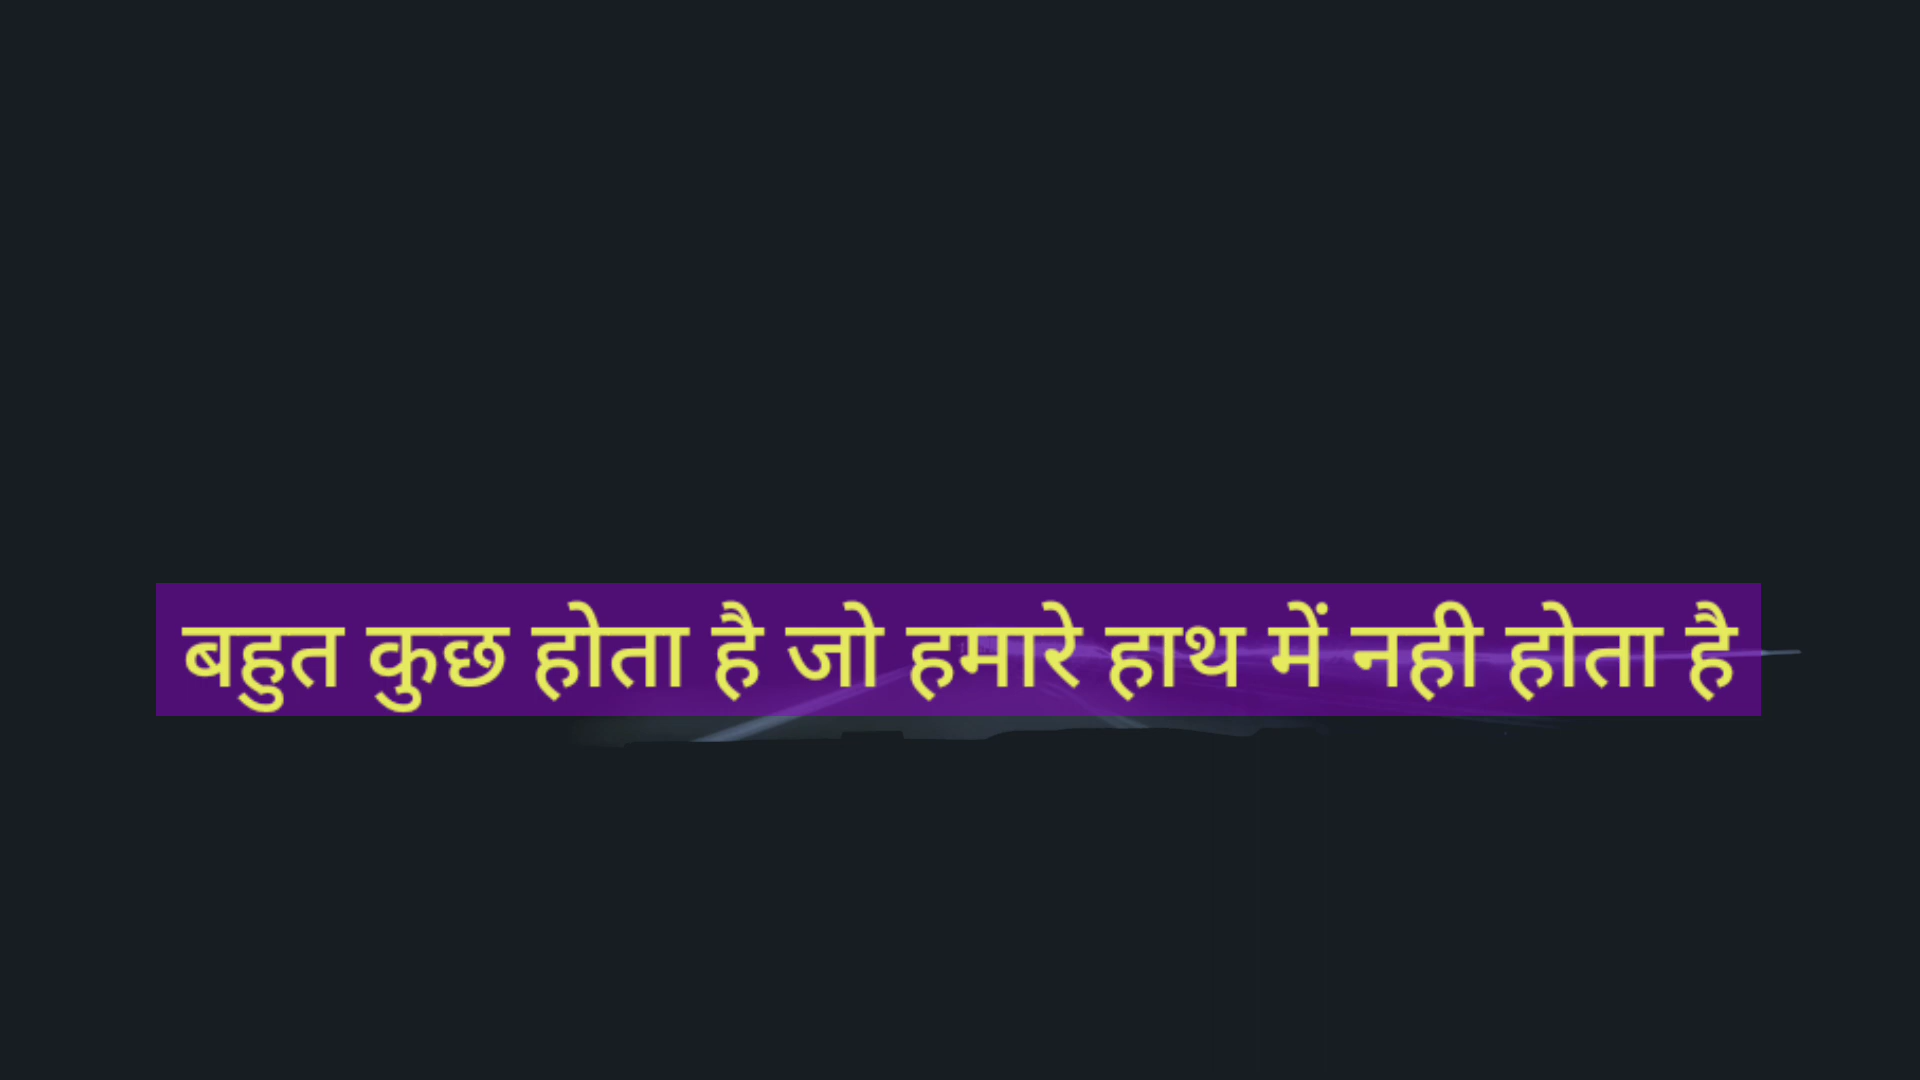 बहुत कुछ होता है जो हमारे हाथ में नही होता है